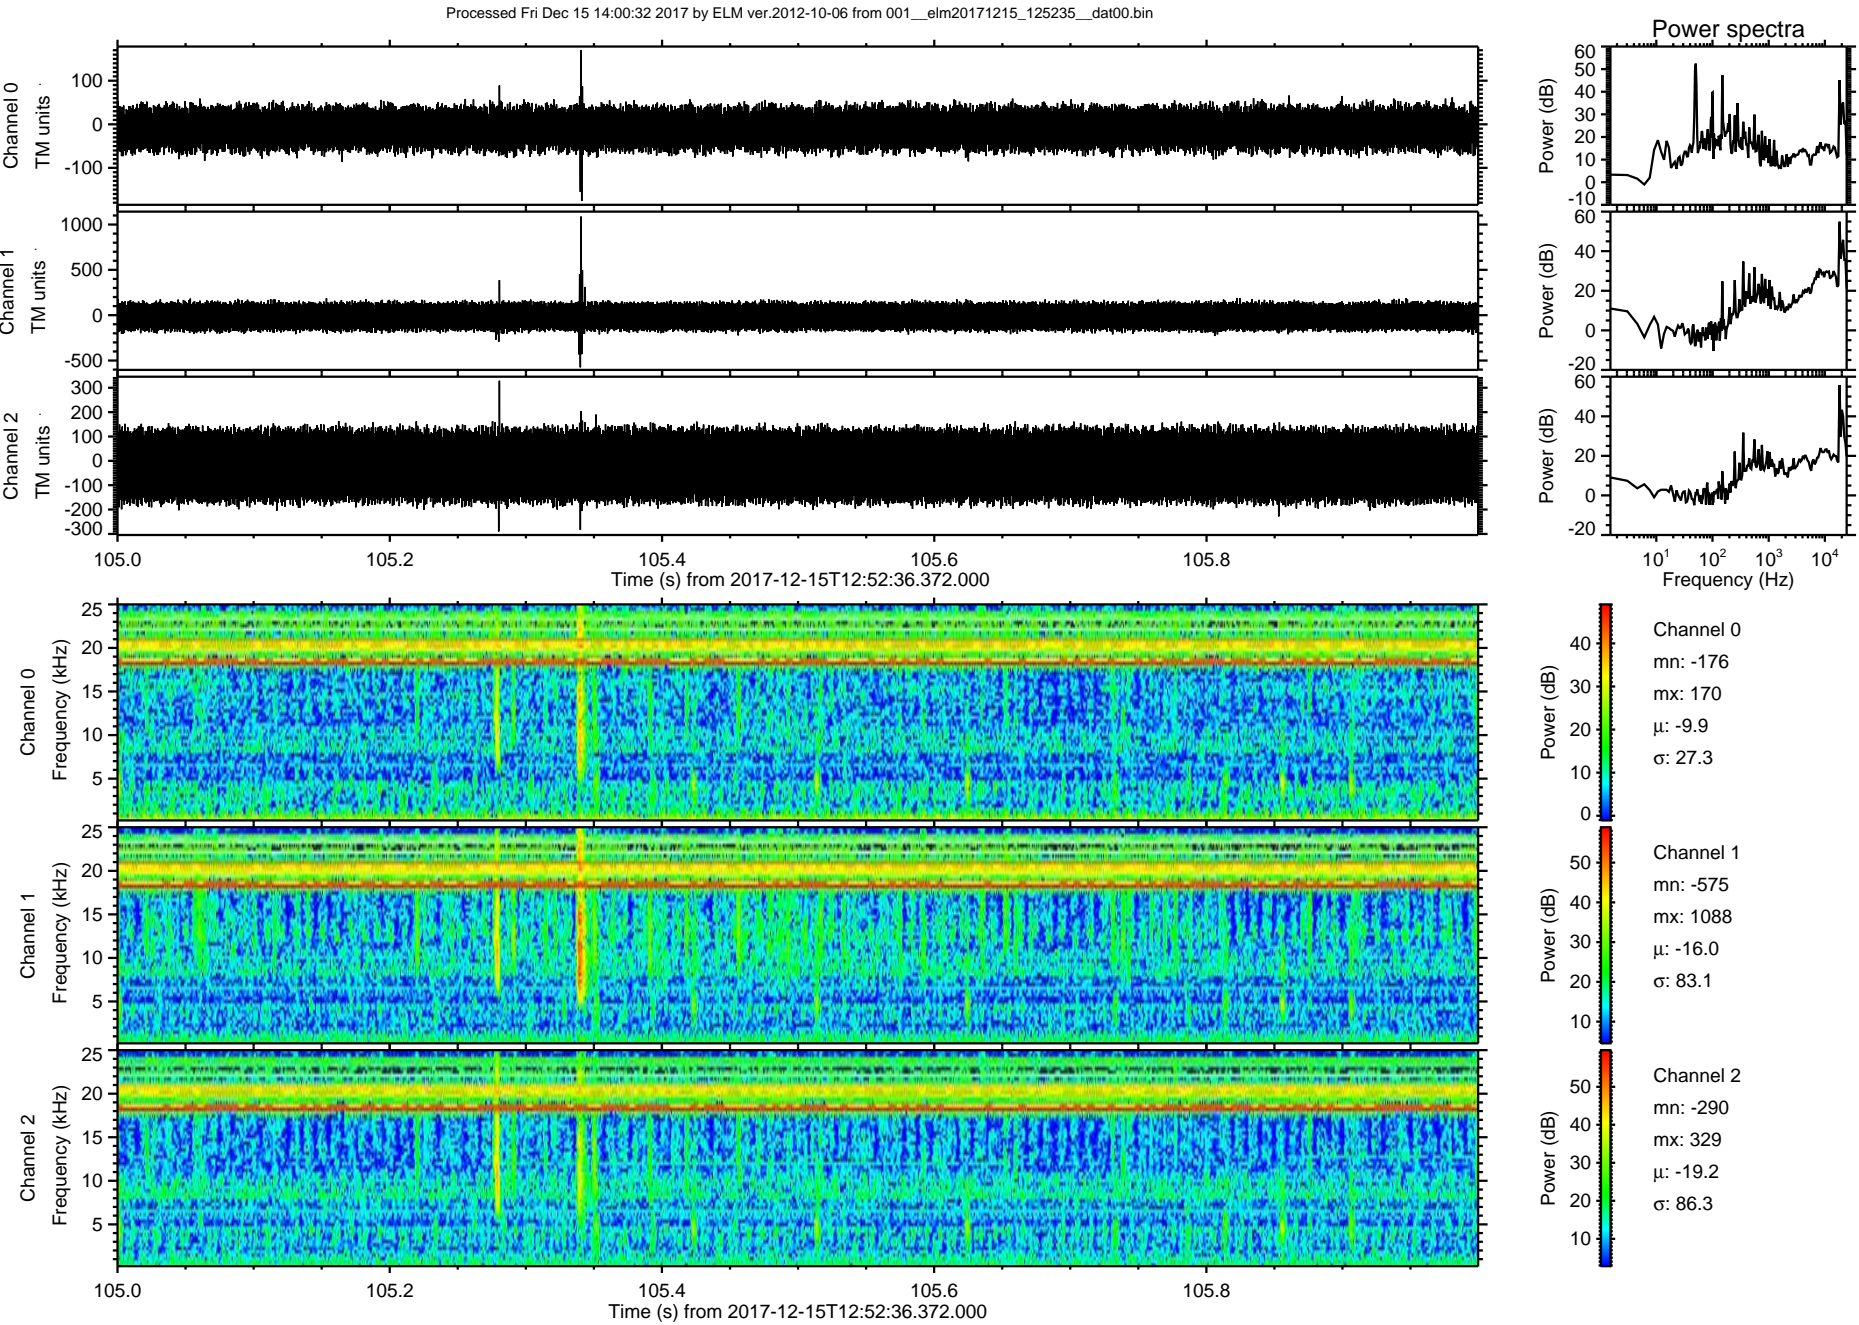 Processed Fri Dec 15 14:00:32 2017 by ELM ver.2012-10-06 from 001__elm20171215_125235__dat00.bin
Power spectra
Channel 0
TM units
100
0
-100
Power (dB)
60
50
40
30
20
10
0
-10
Channel 1
TM units
1000
500
0
-500
Power (dB)
60
40
20
0
-20
Channel 2
TM units
300
200
100
0
-100
-200
-300
Power (dB)
60
40
20
0
-20
105.0 105.2 105.4 105.6 105.8
Time (s) from 2017-12-15T12:52:36.372.000
10¹ 10² 10³ 10⁴
Frequency (Hz)
Channel 0
Frequency (kHz)
25
20
15
10
5
Power (dB)
40
30
20
10
0
Channel 0
mn: -176
mx: 170
μ: -9.9
σ: 27.3
Channel 1
Frequency (kHz)
25
20
15
10
5
Power (dB)
50
40
30
20
10
Channel 1
mn: -575
mx: 1088
μ: -16.0
σ: 83.1
Channel 2
Frequency (kHz)
25
20
15
10
5
Power (dB)
50
40
30
20
10
Channel 2
mn: -290
mx: 329
μ: -19.2
σ: 86.3
105.0 105.2 105.4 105.6 105.8
Time (s) from 2017-12-15T12:52:36.372.000